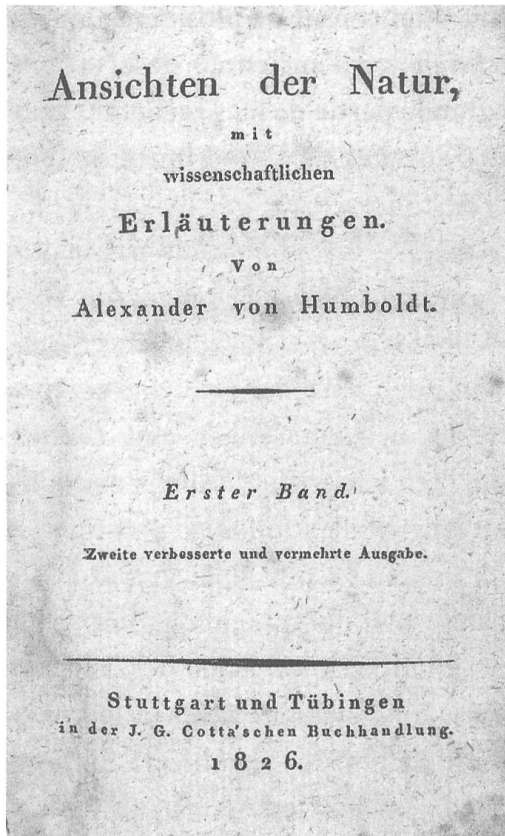 Ansichten der Natur,
mit
wissenschaftlichen
Erläuterungen.
Von
Alexander von Humboldt.
Erster Band.
Zweite verbesserte und vermehrte Ausgabe.
Stuttgart und Tübingen
in der J. G. Cotta'schen Buchhandlung.
1826.